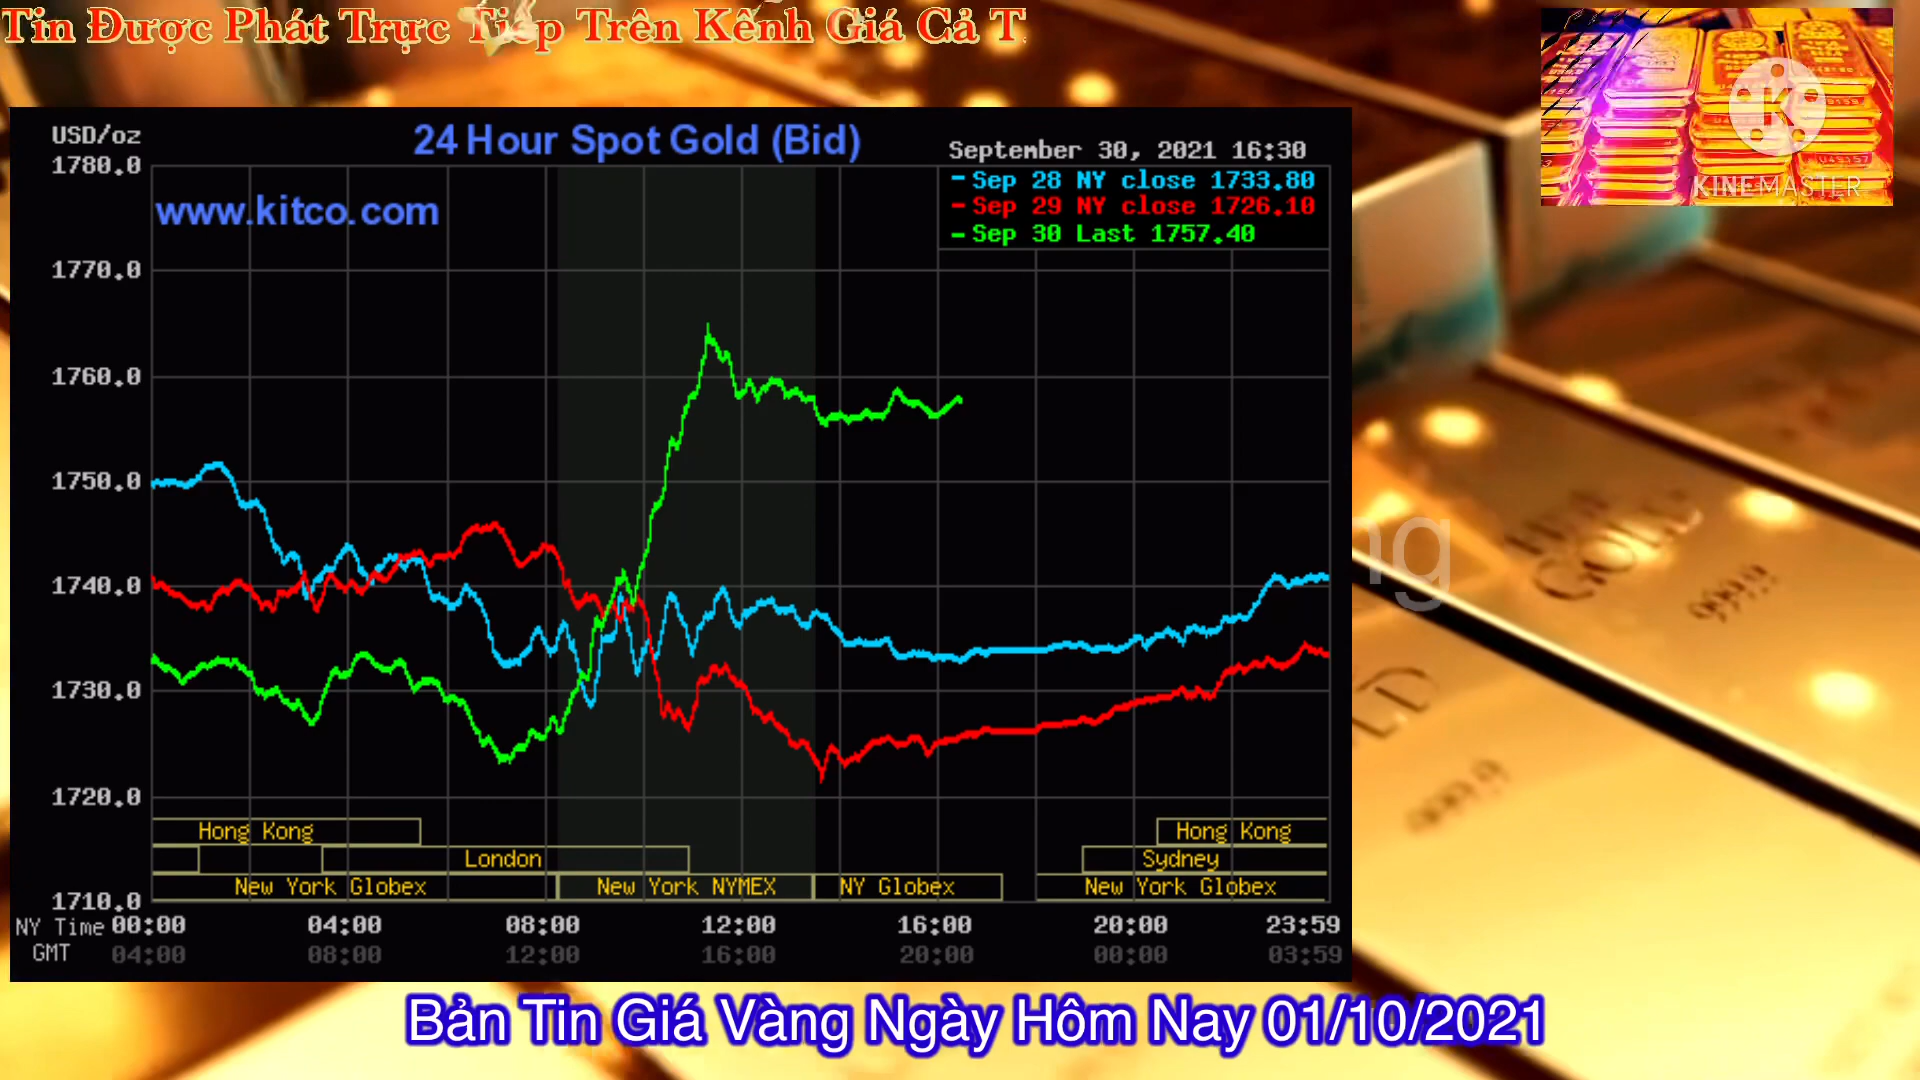 Tin Được Phát Trực Tiếp Trên Kênh Giá Cả T
KINEMASTER
USD/oz
24 Hour Spot Gold (Bid)
September 30, 2021 16:30
www.kitco.com
Sep 28 NY close 1733.80
Sep 29 NY close 1726.10
Sep 30 Last 1757.40
1780.0
1770.0
1760.0
1750.0
1740.0
1730.0
1720.0
1710.0
Hong Kong
Hong Kong
London
Sydney
New York Globex
New York NYMEX
NY Globex
New York Globex
NY Time 00:00 04:00 08:00 12:00 16:00 20:00 23:59
GMT 04:00 08:00 12:00 16:00 20:00 00:00 03:59
ng
GOLD
999,9
999,9
Bản Tin Giá Vàng Ngày Hôm Nay 01/10/2021